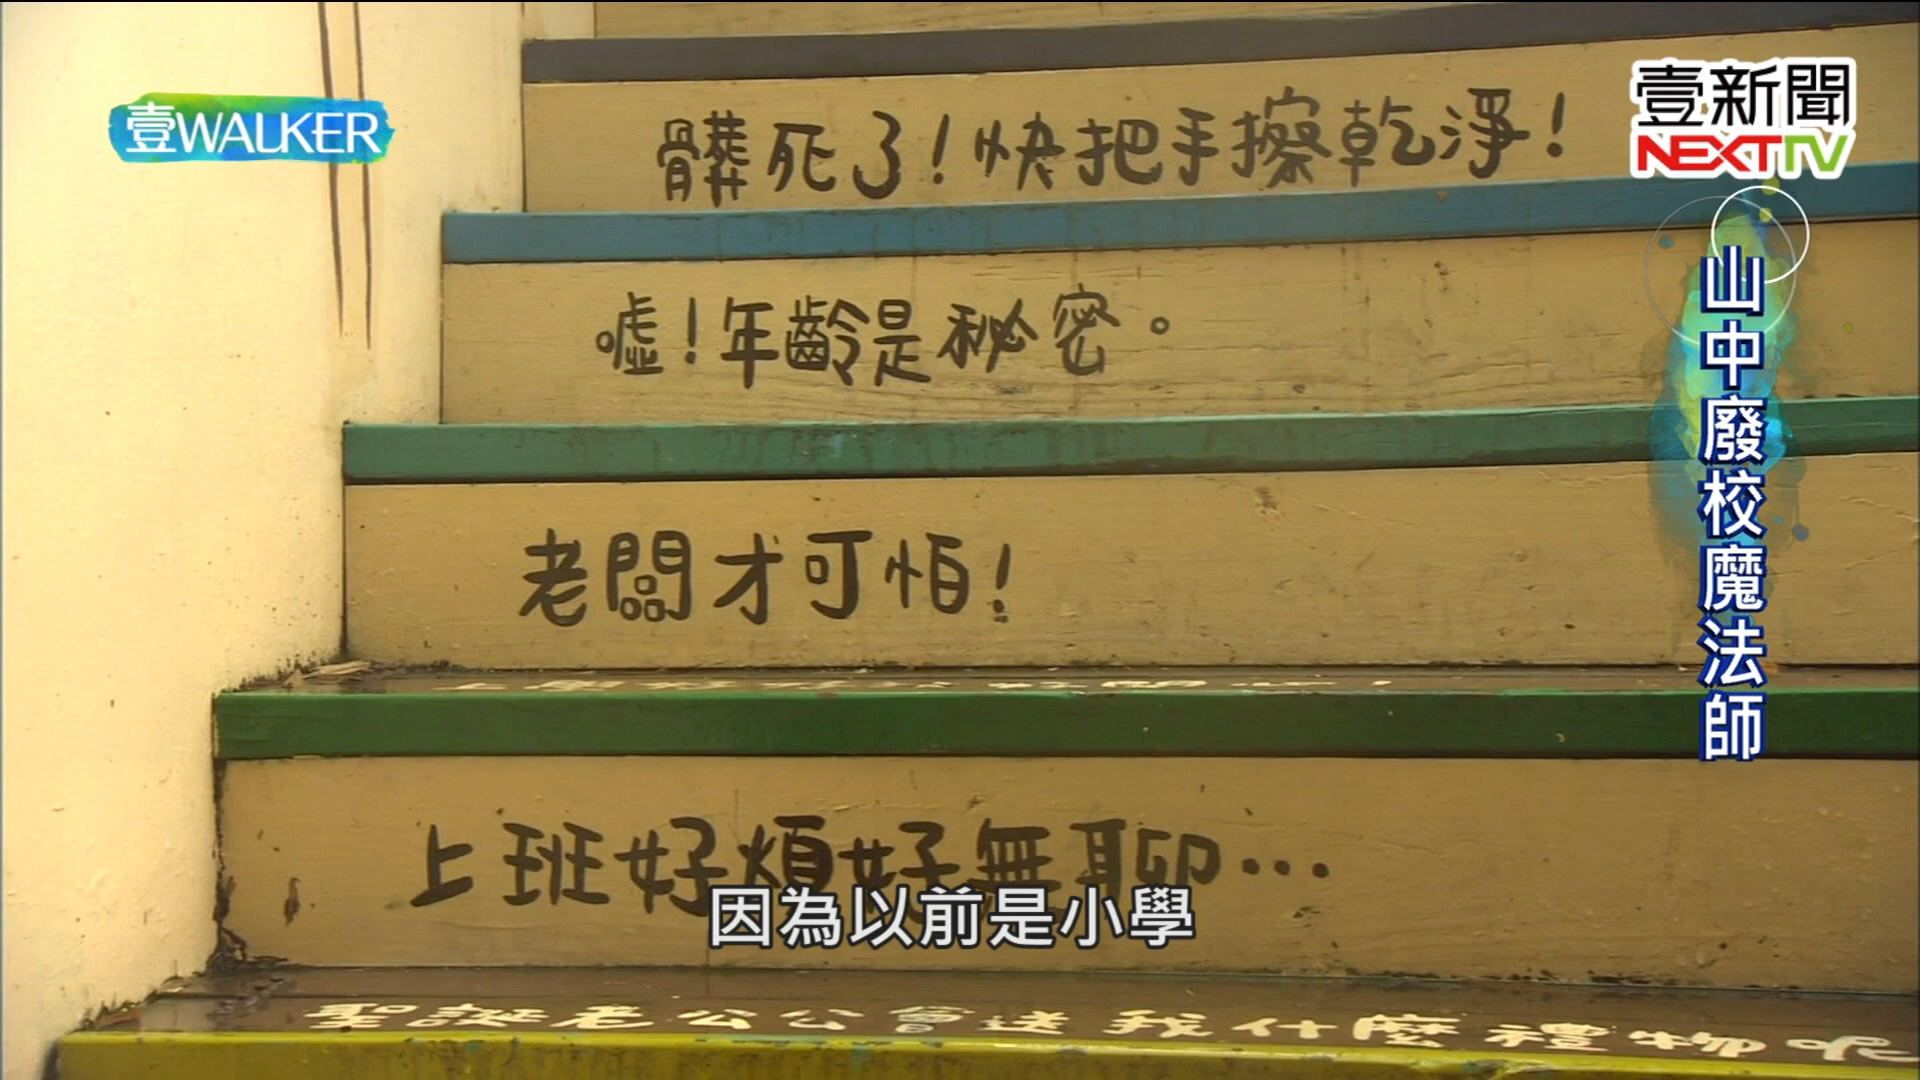 壹WALKER
壹新聞
NEXTTV
山中廢校魔法師
髒死了!快把手擦乾淨!
噓!年齡是秘密。
老闆才可怕!
上班好煩好無聊…
因為以前是小學
聖誕老公公會送我什麼禮物呢